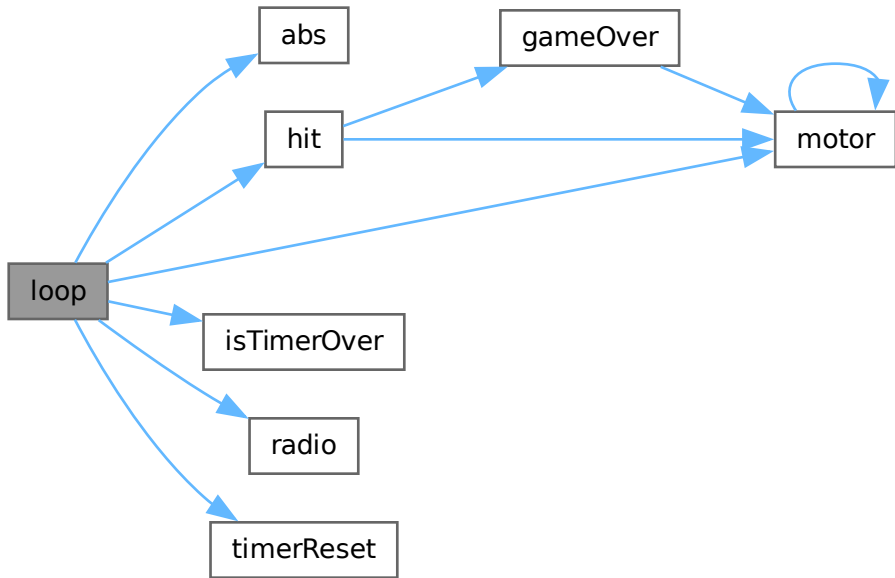 abs
gameOver
hit
motor
loop
isTimerOver
radio
timerReset